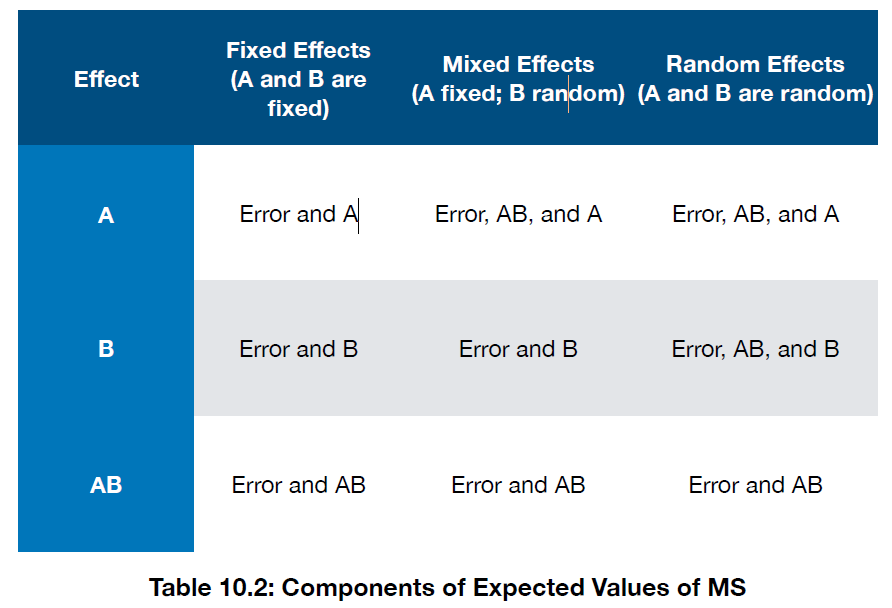 Effect
Fixed Effects
(A and B are
fixed)
Mixed Effects
(A fixed; B random)
Random Effects
(A and B are random)
A
Error and A
Error, AB, and A
Error, AB, and A
B
Error and B
Error and B
Error, AB, and B
AB
Error and AB
Error and AB
Error and AB
Table 10.2: Components of Expected Values of MS